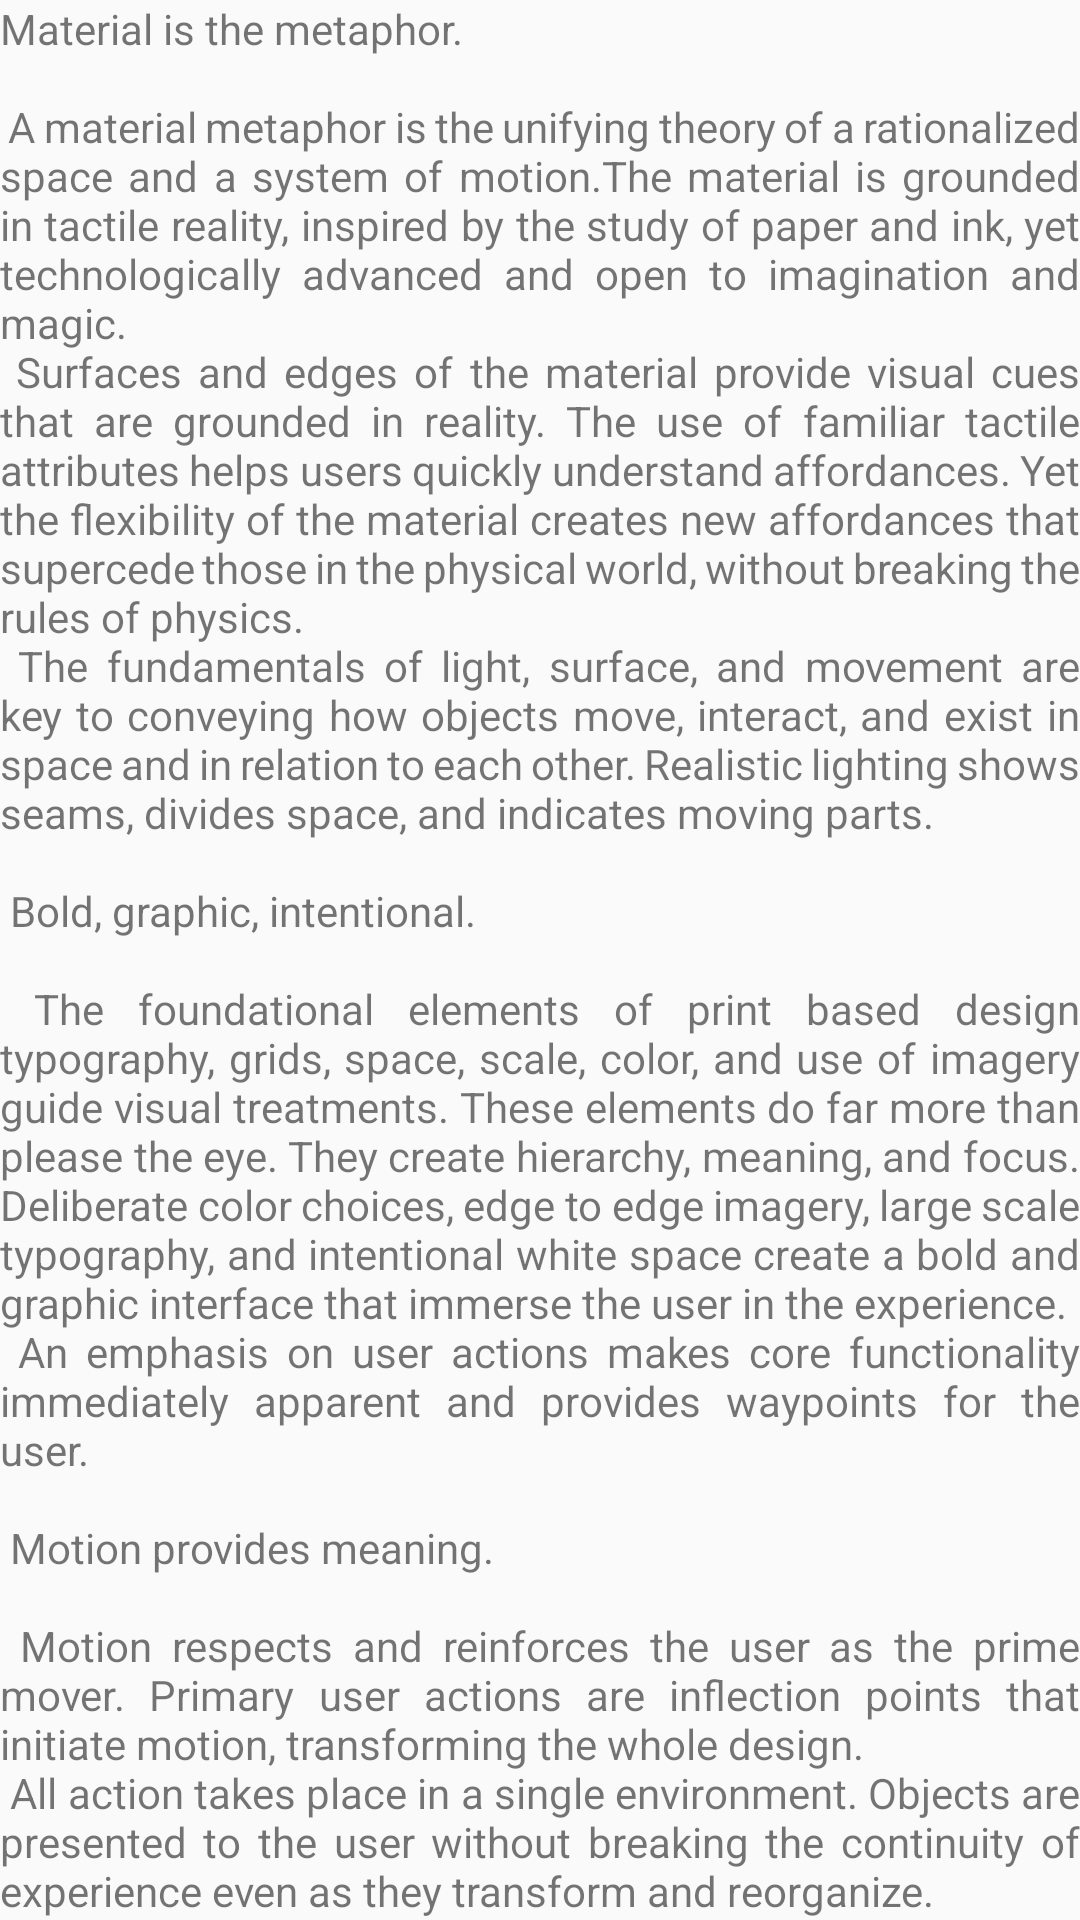 Material is the metaphor.
A material metaphor is the unifying theory of a rationalized
space and a system of motion.The material is grounded
in tactile reality, inspired by the study of paper and ink, yet
technologically advanced and open to imagination and
magic.
Surfaces and edges of the material provide visual cues
that are grounded in reality. The use of familiar tactile
attributes helps users quickly understand affordances. Yet
the flexibility of the material creates new affordances that
supercede those in the physical world, without breaking the
rules of physics.
The fundamentals of light, surface, and movement are
key to conveying how objects move, interact, and exist in
space and in relation to each other. Realistic lighting shows
seams, divides space, and indicates moving parts.
Bold, graphic, intentional.
The foundational elements of print based design
typography, grids, space, scale, color, and use of imagery
guide visual treatments. These elements do far more than
please the eye. They create hierarchy, meaning, and focus.
Deliberate color choices, edge to edge imagery, large scale
typography, and intentional white space create a bold and
graphic interface that immerse the user in the experience.
An emphasis on user actions makes core functionality
immediately apparent and provides waypoints for the
user.
Motion provides meaning.
Motion respects and reinforces the user as the prime
mover. Primary user actions are inflection points that
initiate motion, transforming the whole design.
All action takes place in a single environment. Objects are
presented to the user without breaking the continuity of
experience even as they transform and reorganize.